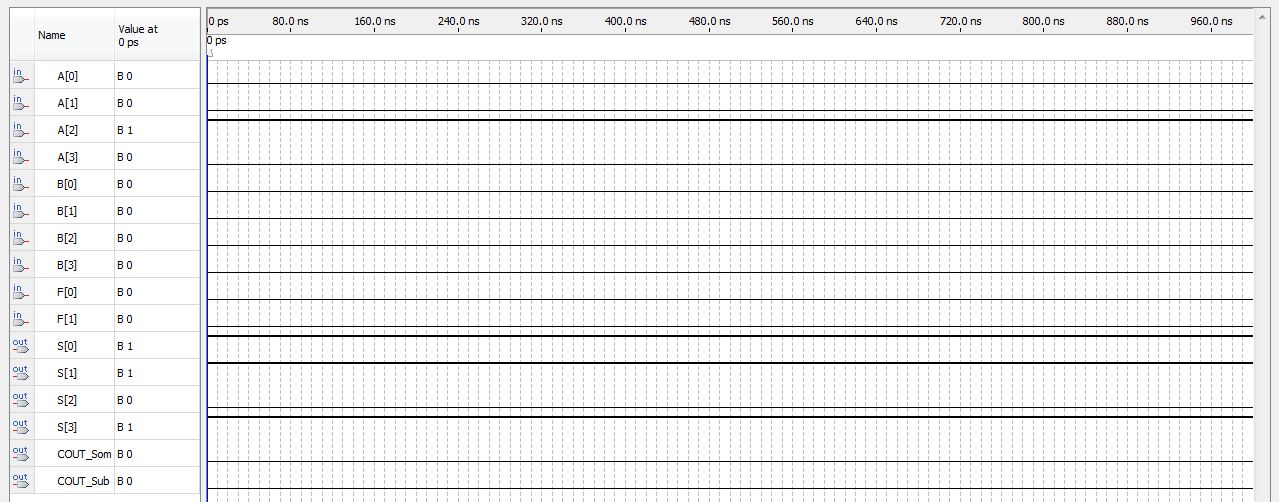 Name Value at 0 ps
0 ps 80.0 ns 160.0 ns 240.0 ns 320.0 ns 400.0 ns 480.0 ns 560.0 ns 640.0 ns 720.0 ns 800.0 ns 880.0 ns 960.0 ns
0 ps
in A[0] B 0
in A[1] B 0
in A[2] B 1
in A[3] B 0
in B[0] B 0
in B[1] B 0
in B[2] B 0
in B[3] B 0
in F[0] B 0
in F[1] B 0
out S[0] B 1
out S[1] B 1
out S[2] B 0
out S[3] B 1
out COUT_Som B 0
out COUT_Sub B 0